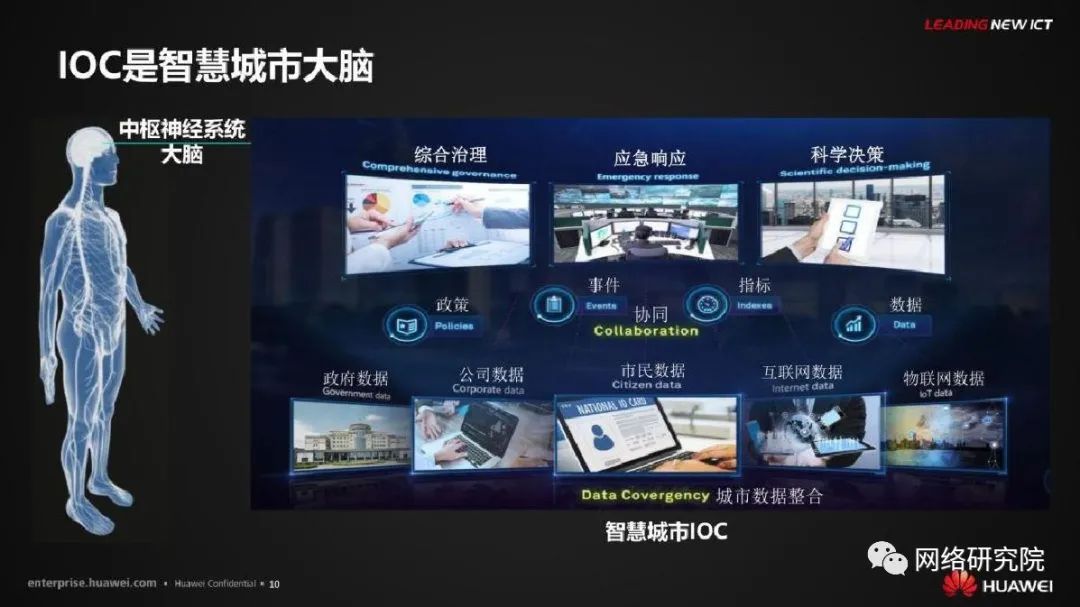 LEADING NEW ICT
IOC是智慧城市大脑
中枢神经系统
大脑
综合治理
Comprehensive governance
应急响应
Emergency response
科学决策
Scientific decision-making
政策
Policies
事件
Events
协同
Collaboration
指标
Indexes
数据
Data
政府数据
Government data
公司数据
Corporate data
市民数据
Citizen data
互联网数据
Internet data
物联网数据
IoT data
NATIONAL ID CARD
Data Covergency 城市数据整合
智慧城市IOC
网络研究院
enterprise.huawei.com ▪ Huawei Confidential ▪ 10
HUAWEI